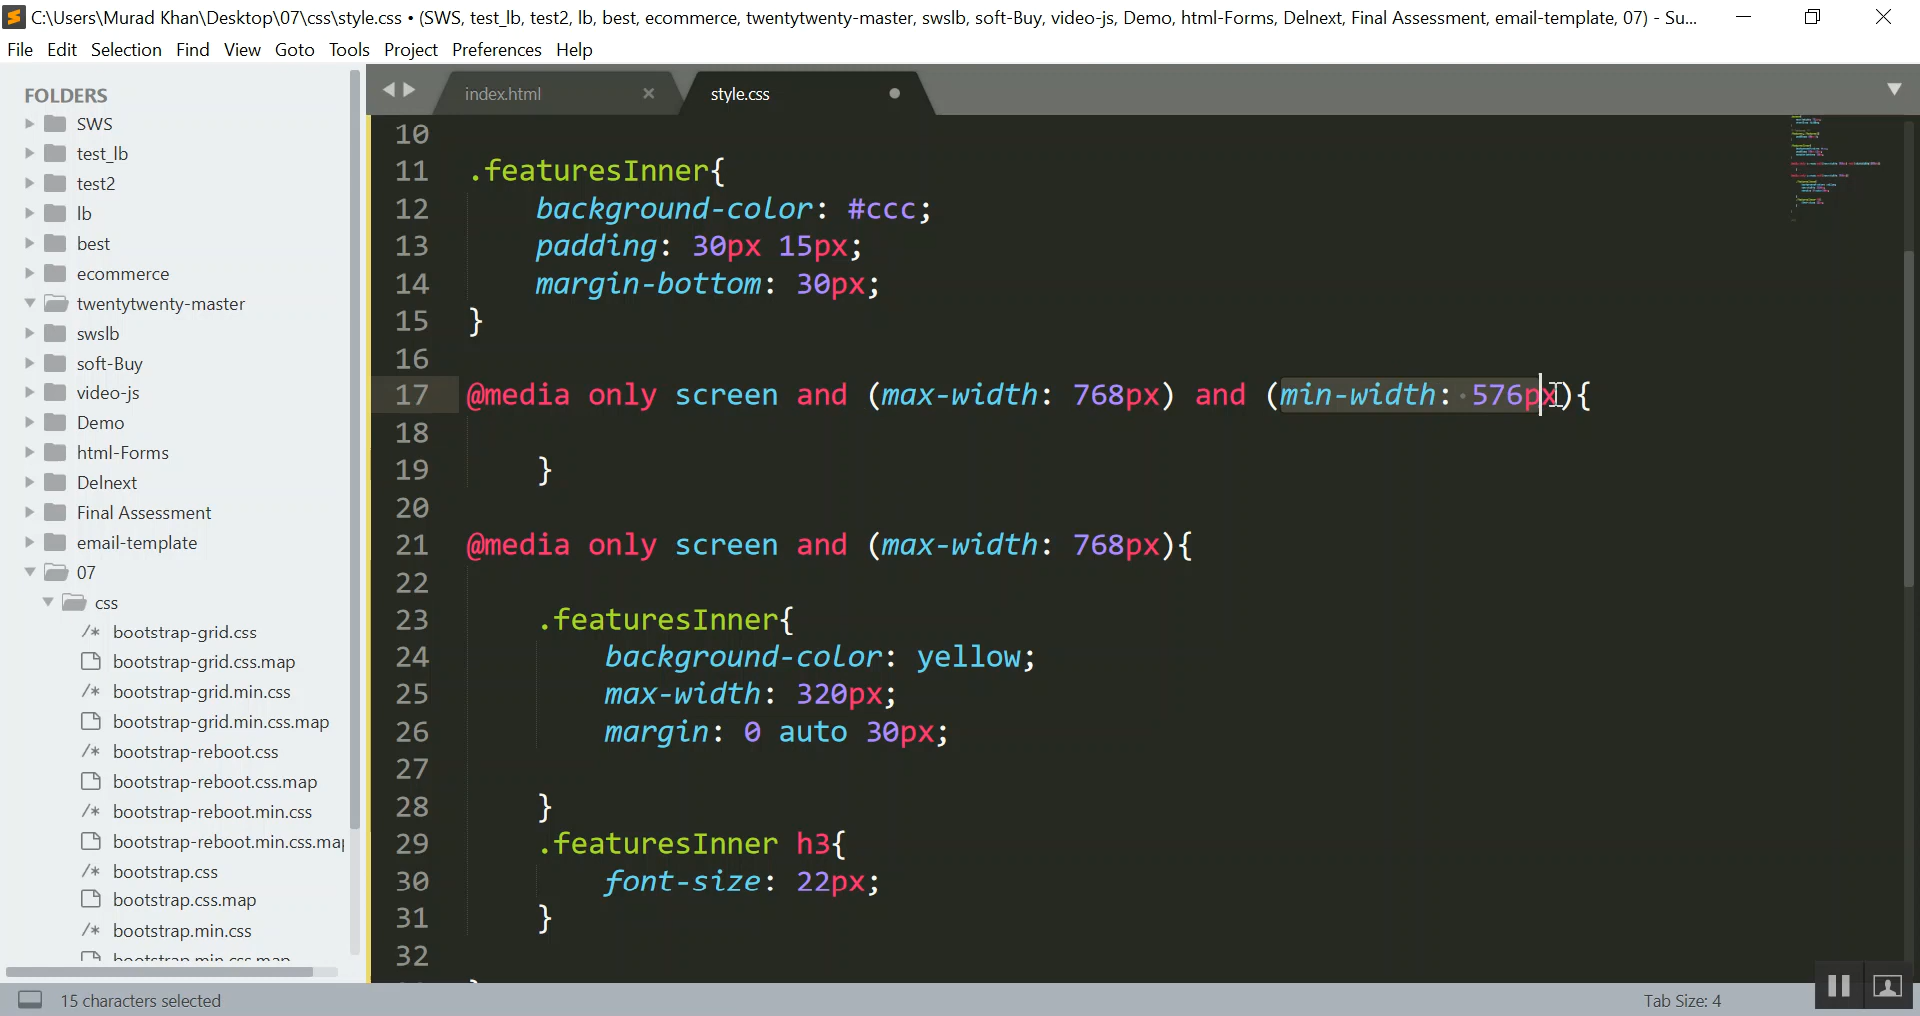 C:\Users\Murad Khan\Desktop\07\css\style.css • (SWS, test_lb, test2, lb, best, ecommerce, twentytwenty-master, swslb, soft-Buy, video-js, Demo, html-Forms, Delnext, Final Assessment, email-template, 07) - Su...
File Edit Selection Find View Goto Tools Project Preferences Help
FOLDERS
SWS
test_lb
test2
lb
best
ecommerce
twentytwenty-master
swslb
soft-Buy
video-js
Demo
html-Forms
Delnext
Final Assessment
email-template
07
css
/* bootstrap-grid.css
bootstrap-grid.css.map
/* bootstrap-grid.min.css
bootstrap-grid.min.css.map
/* bootstrap-reboot.css
bootstrap-reboot.css.map
/* bootstrap-reboot.min.css
bootstrap-reboot.min.css.map
/* bootstrap.css
bootstrap.css.map
/* bootstrap.min.css
bootstrap.min.css.map
index.html × style.css
10
11 .featuresInner{
12 background-color: #ccc;
13 padding: 30px 15px;
14 margin-bottom: 30px;
15 }
16
17 @media only screen and (max-width: 768px) and (min-width: 576px){
18
19 }
20
21 @media only screen and (max-width: 768px){
22
23 .featuresInner{
24 background-color: yellow;
25 max-width: 320px;
26 margin: 0 auto 30px;
27
28 }
29 .featuresInner h3{
30 font-size: 22px;
31 }
32
15 characters selected
Tab Size: 4